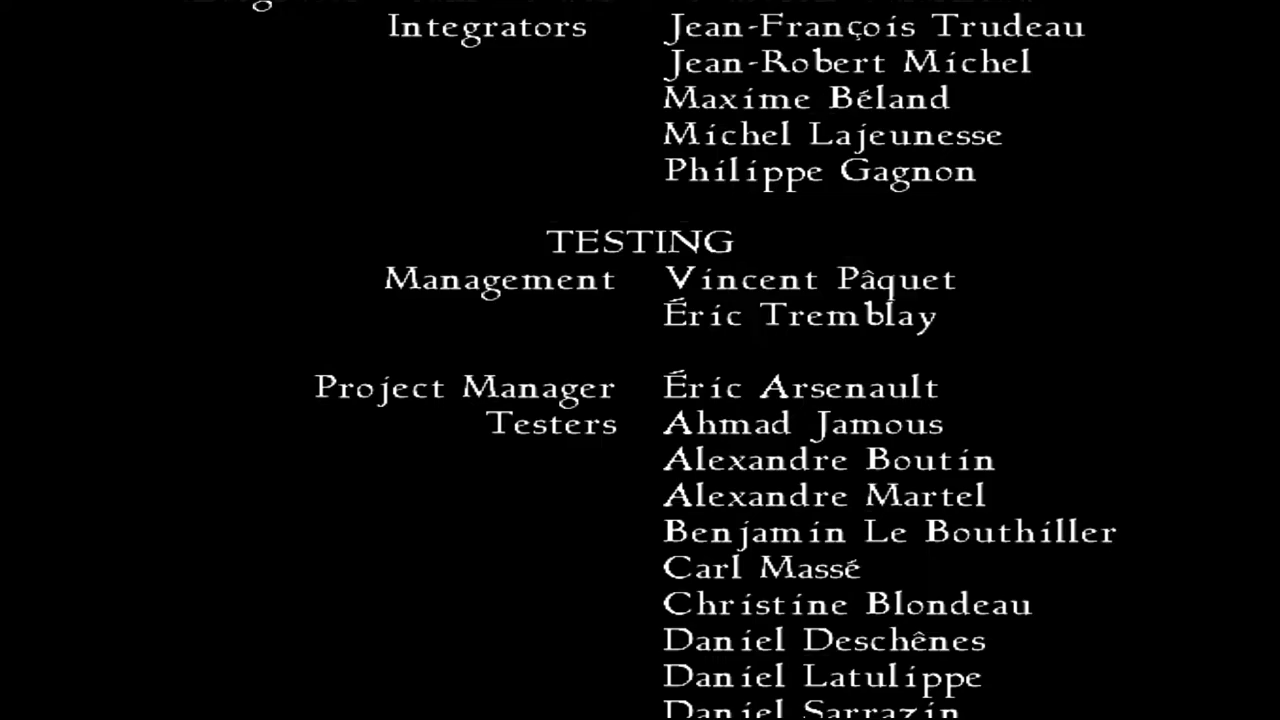 Integrators Jean-François Trudeau
Jean-Robert Michel
Maxime Béland
Michel Lajeunesse
Philippe Gagnon
TESTING
Management Vincent Pâquet
Éric Tremblay
Project Manager Éric Arsenault
Testers Ahmad Jamous
Alexandre Boutin
Alexandre Martel
Benjamin Le Bouthiller
Carl Massé
Christine Blondeau
Daniel Deschênes
Daniel Latulippe
Daniel Sarrazin